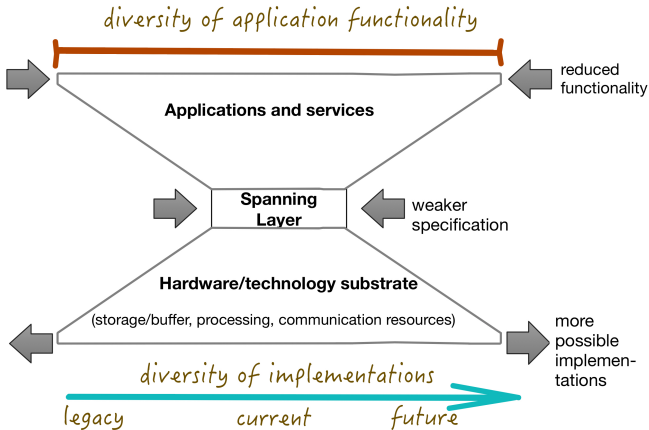 diversity of application functionality
reduced
functionality
Applications and services
Spanning
Layer
weaker
specification
Hardware/technology substrate
(storage/buffer, processing, communication resources)
more
possible
implemen-
tations
diversity of implementations
legacy current future